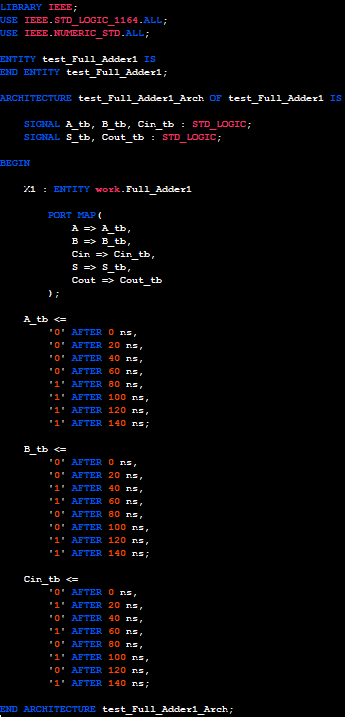 LIBRARY IEEE;
USE IEEE.STD_LOGIC_1164.ALL;
USE IEEE.NUMERIC_STD.ALL;
ENTITY test_Full_Adder1 IS
END ENTITY test_Full_Adder1;
ARCHITECTURE test_Full_Adder1_Arch OF test_Full_Adder1 IS
SIGNAL A_tb, B_tb, Cin_tb : STD_LOGIC;
SIGNAL S_tb, Cout_tb : STD_LOGIC;
BEGIN
X1 : ENTITY work.Full_Adder1
PORT MAP(
A => A_tb,
B => B_tb,
Cin => Cin_tb,
S => S_tb,
Cout => Cout_tb
);
A_tb <=
'0' AFTER 0 ns,
'0' AFTER 20 ns,
'0' AFTER 40 ns,
'0' AFTER 60 ns,
'1' AFTER 80 ns,
'1' AFTER 100 ns,
'1' AFTER 120 ns,
'1' AFTER 140 ns;
B_tb <=
'0' AFTER 0 ns,
'0' AFTER 20 ns,
'1' AFTER 40 ns,
'1' AFTER 60 ns,
'0' AFTER 80 ns,
'0' AFTER 100 ns,
'1' AFTER 120 ns,
'1' AFTER 140 ns;
Cin_tb <=
'0' AFTER 0 ns,
'1' AFTER 20 ns,
'0' AFTER 40 ns,
'1' AFTER 60 ns,
'0' AFTER 80 ns,
'1' AFTER 100 ns,
'0' AFTER 120 ns,
'1' AFTER 140 ns;
END ARCHITECTURE test_Full_Adder1_Arch;